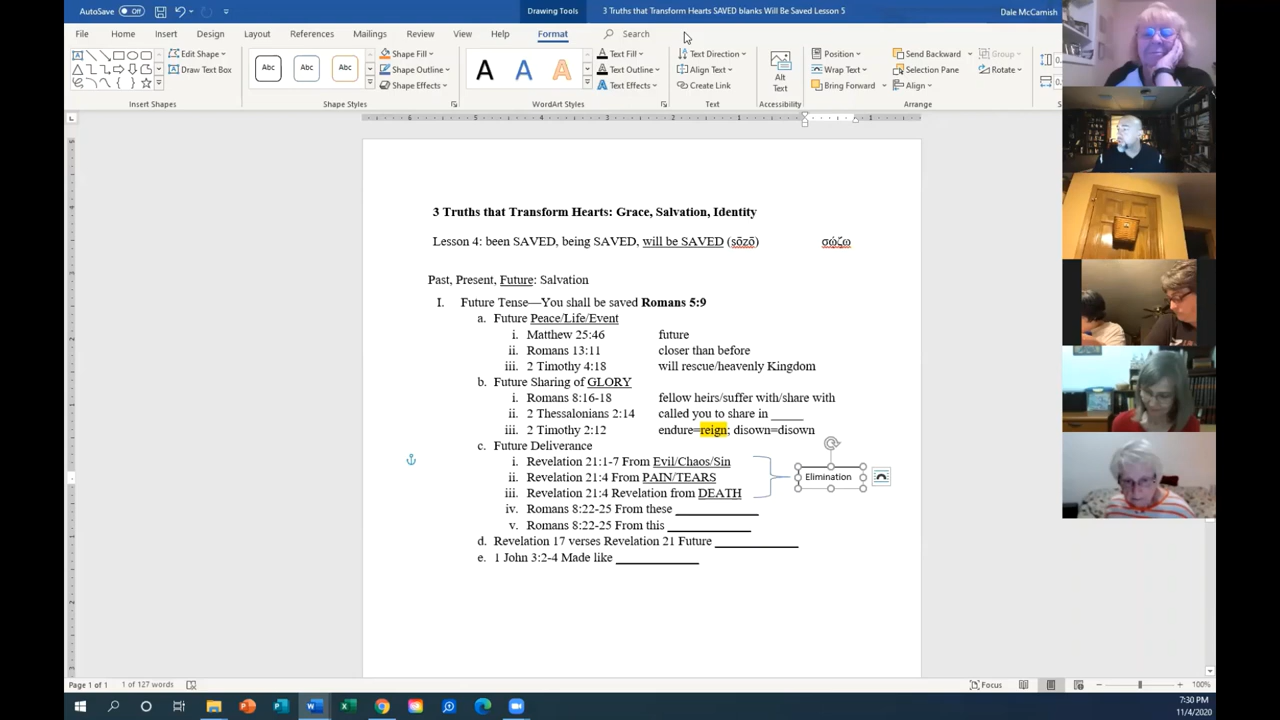 AutoSave Off
Drawing Tools
3 Truths that Transform Hearts SAVED blanks Will Be Saved Lesson 5
Dale McCamish
File Home Insert Design Layout References Mailings Review View Help Format Search
Edit Shape
Draw Text Box
Insert Shapes
Abc Abc Abc
Shape Fill
Shape Outline
Shape Effects
Shape Styles
A A A
Text Fill
Text Outline
Text Effects
WordArt Styles
Text Direction
Align Text
Create Link
Text
Alt
Text
Accessibility
Position
Wrap Text
Bring Forward
Send Backward
Selection Pane
Align
Group
Rotate
Arrange
3 Truths that Transform Hearts: Grace, Salvation, Identity
Lesson 4: been SAVED, being SAVED, will be SAVED (sōzō) σώζω
Past, Present, Future: Salvation
I. Future Tense—You shall be saved Romans 5:9
a. Future Peace/Life/Event
i. Matthew 25:46 future
ii. Romans 13:11 closer than before
iii. 2 Timothy 4:18 will rescue/heavenly Kingdom
b. Future Sharing of GLORY
i. Romans 8:16-18 fellow heirs/suffer with/share with
ii. 2 Thessalonians 2:14 called you to share in _____
iii. 2 Timothy 2:12 endure=reign; disown=disown
c. Future Deliverance
i. Revelation 21:1-7 From Evil/Chaos/Sin
ii. Revelation 21:4 From PAIN/TEARS
iii. Revelation 21:4 Revelation from DEATH
Elimination
iv. Romans 8:22-25 From these ____________
v. Romans 8:22-25 From this ____________
d. Revelation 17 verses Revelation 21 Future ____________
e. 1 John 3:2-4 Made like ____________
Page 1 of 1 1 of 127 words
Focus
100%
7:30 PM
11/4/2020